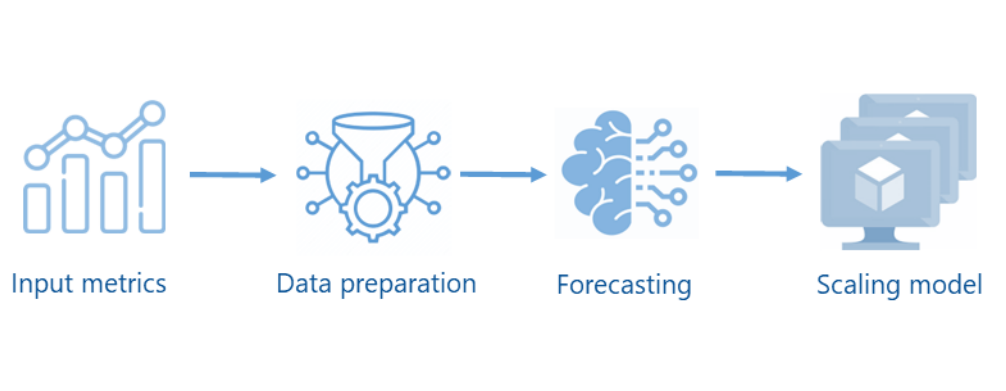 Input metrics
Data preparation
Forecasting
Scaling model